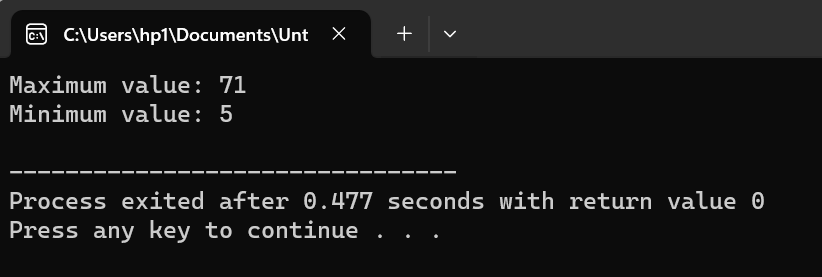 C:\Users\hp1\Documents\Unt
Maximum value: 71
Minimum value: 5
--------------------------------
Process exited after 0.477 seconds with return value 0
Press any key to continue . . .